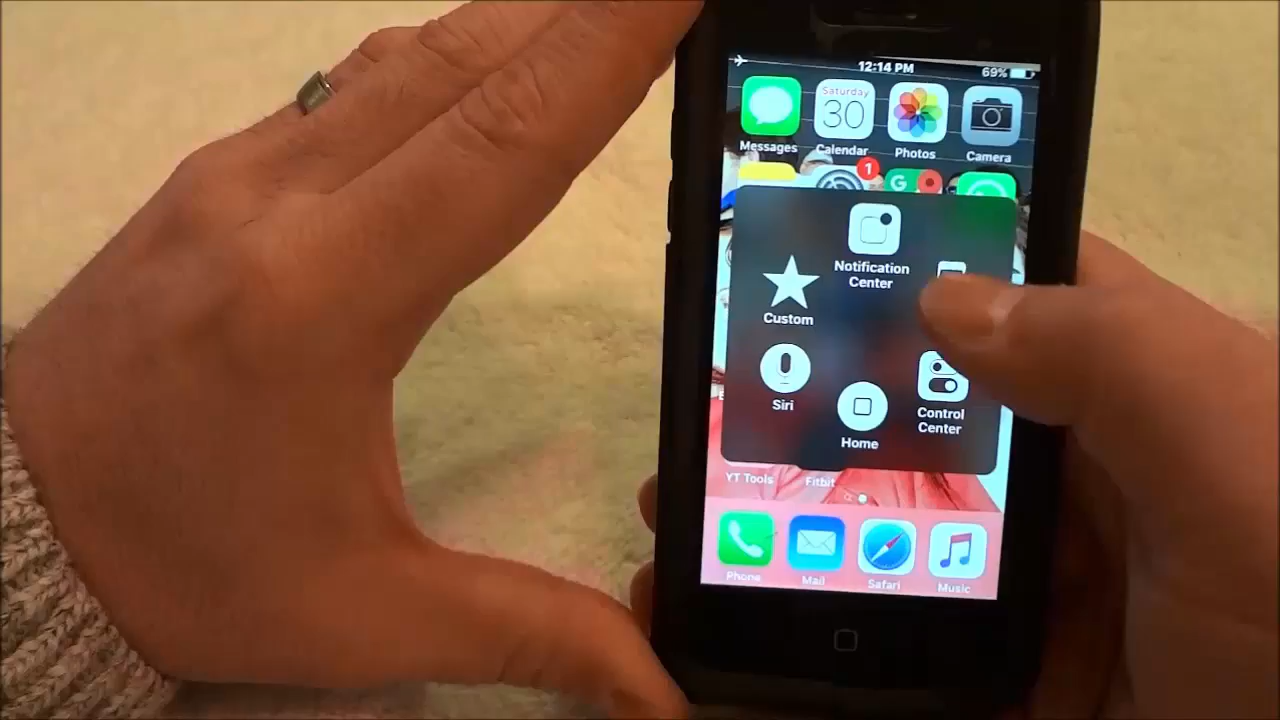 12:14 PM
69%
Saturday
30
Messages
Calendar
Photos
Camera
1
G
Notification
Center
Custom
Siri
Control
Center
Home
YT Tools
Fitbit
Phone
Mail
Safari
Music